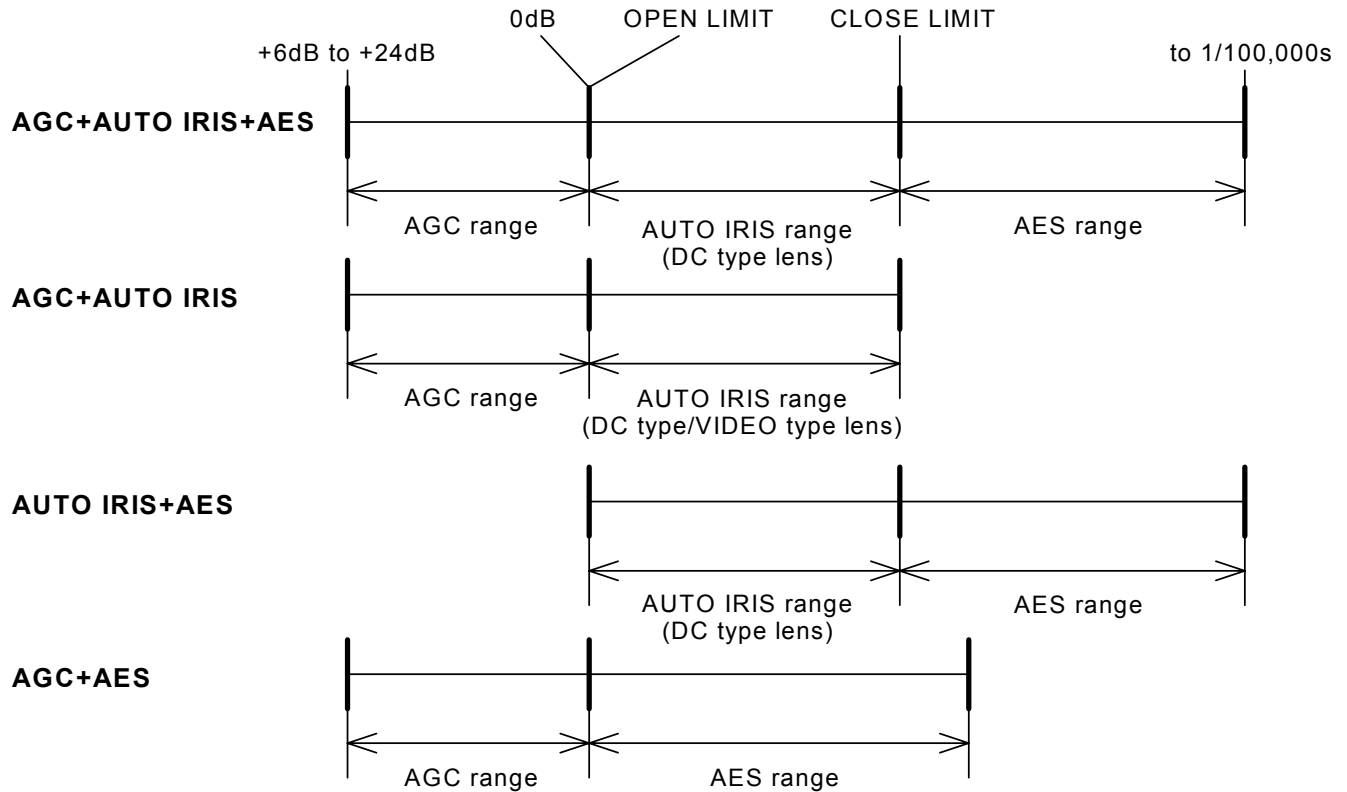 0dB OPEN LIMIT CLOSE LIMIT
+6dB to +24dB to 1/100,000s
AGC+AUTO IRIS+AES
AGC range AUTO IRIS range AES range
(DC type lens)
AGC+AUTO IRIS
AGC range AUTO IRIS range
(DC type/VIDEO type lens)
AUTO IRIS+AES
AUTO IRIS range AES range
(DC type lens)
AGC+AES
AGC range AES range